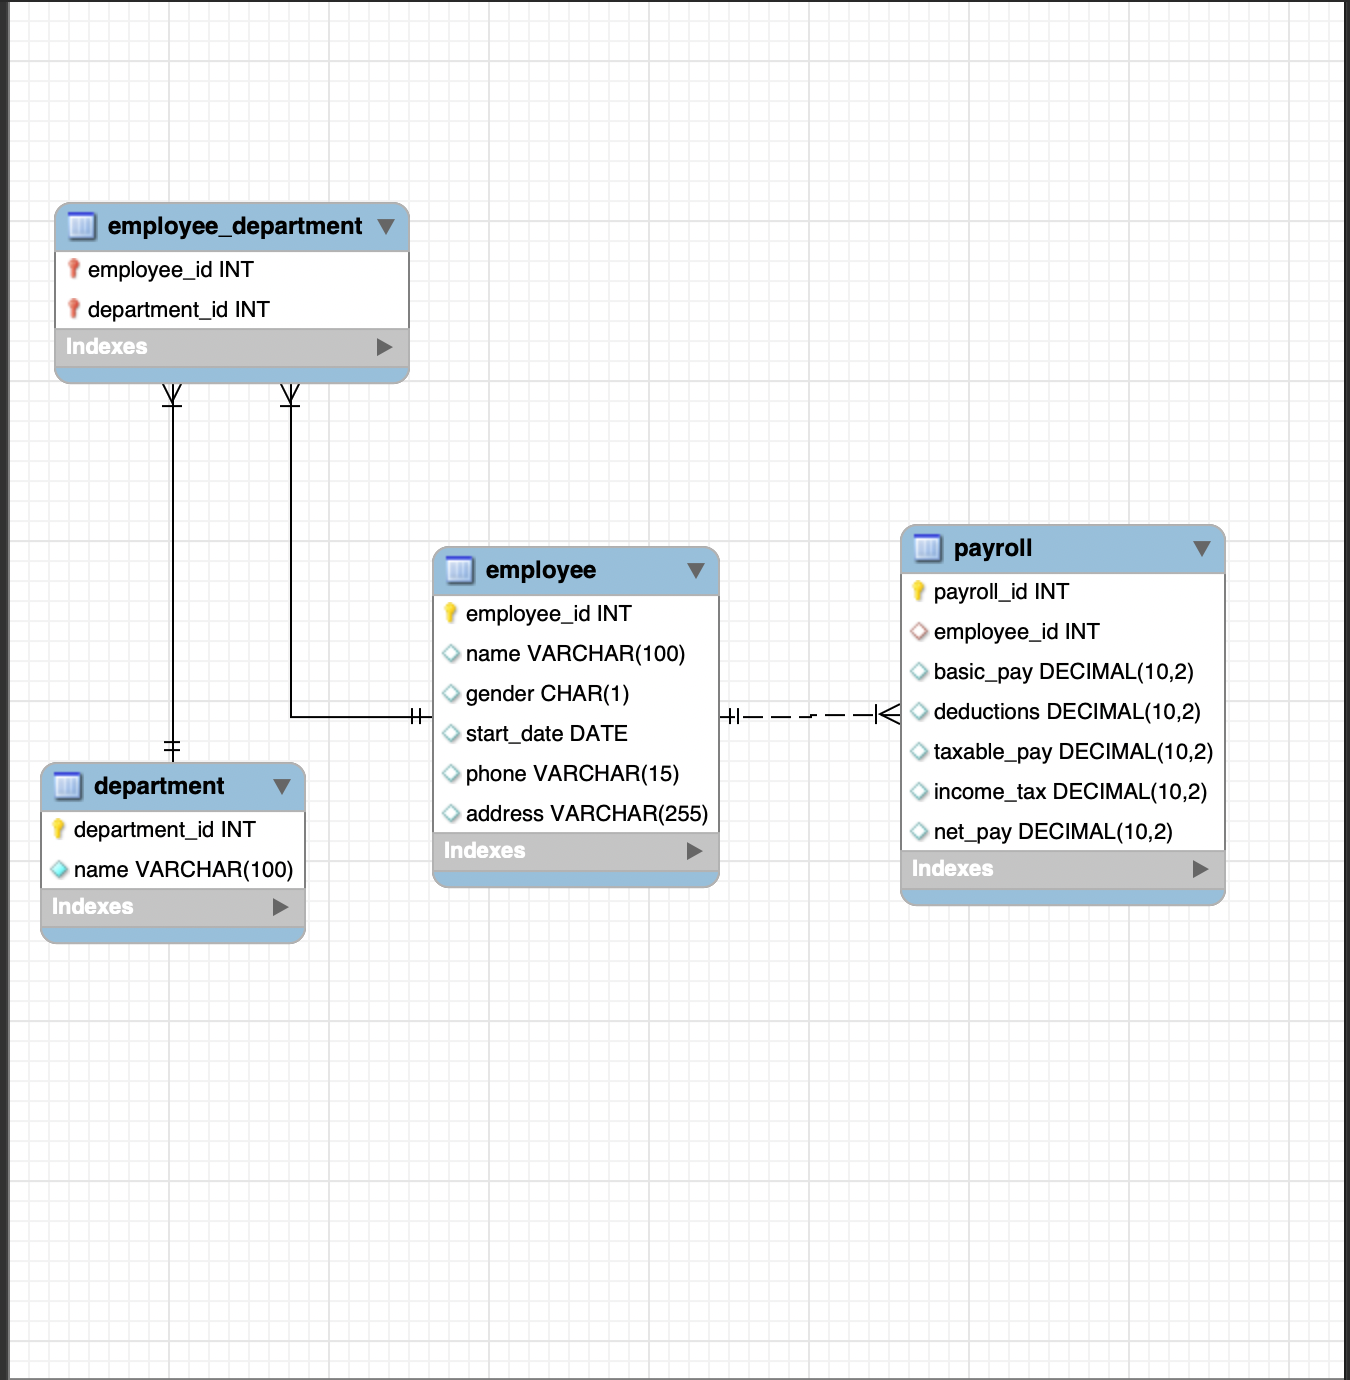 employee_department
employee_id INT
department_id INT
Indexes
employee
employee_id INT
name VARCHAR(100)
gender CHAR(1)
start_date DATE
phone VARCHAR(15)
address VARCHAR(255)
Indexes
payroll
payroll_id INT
employee_id INT
basic_pay DECIMAL(10,2)
deductions DECIMAL(10,2)
taxable_pay DECIMAL(10,2)
income_tax DECIMAL(10,2)
net_pay DECIMAL(10,2)
Indexes
department
department_id INT
name VARCHAR(100)
Indexes